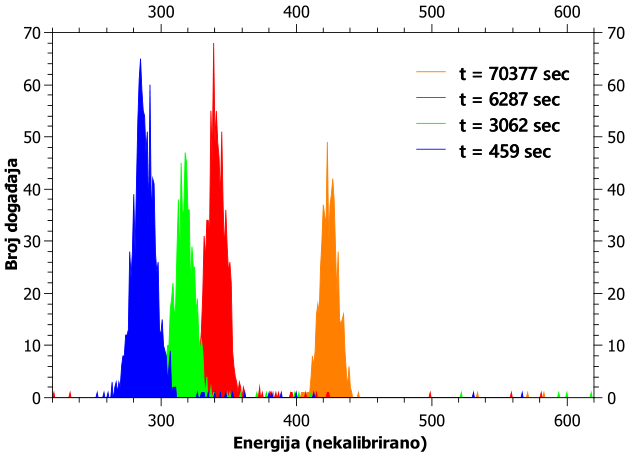 300 400 500 600
70 70
60 60
50 50
40 40
30 30
20 20
10 10
0 0
300 400 500 600
t = 70377 sec
t = 6287 sec
t = 3062 sec
t = 459 sec
Broj događaja
Energija (nekalibrirano)